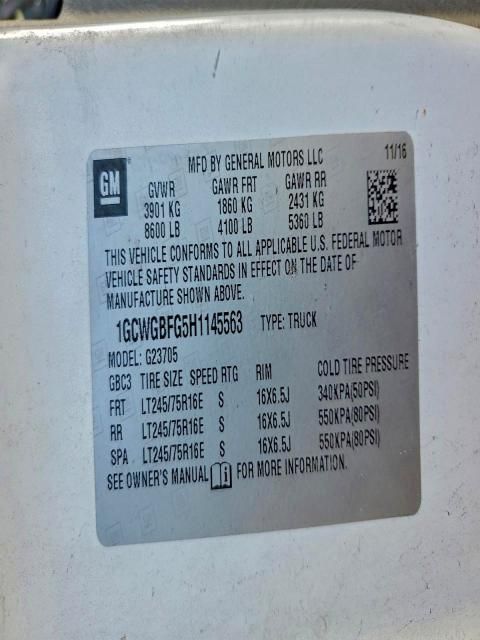 MFD BY GENERAL MOTORS LLC 11/16
GM
GVWR GAWR FRT GAWR RR
3901 KG 1860 KG 2431 KG
8600 LB 4100 LB 5360 LB
THIS VEHICLE CONFORMS TO ALL APPLICABLE U.S. FEDERAL MOTOR
VEHICLE SAFETY STANDARDS IN EFFECT ON THE DATE OF
MANUFACTURE SHOWN ABOVE.
1GCWGBFG5H1145563 TYPE: TRUCK
MODEL: G23705
GBC3 TIRE SIZE SPEED RTG RIM COLD TIRE PRESSURE
FRT LT245/75R16E S 16X6.5J 340KPA(50PSI)
RR LT245/75R16E S 16X6.5J 550KPA(80PSI)
SPA LT245/75R16E S 16X6.5J 550KPA(80PSI)
SEE OWNER'S MANUAL FOR MORE INFORMATION.